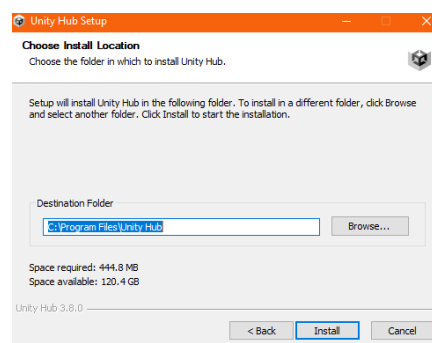 Unity Hub Setup
Choose Install Location
Choose the folder in which to install Unity Hub.
Setup will install Unity Hub in the following folder. To install in a different folder, click Browse
and select another folder. Click Install to start the installation.
Destination Folder
C:\Program Files\Unity Hub
Browse...
Space required: 444.8 MB
Space available: 120.4 GB
Unity Hub 3.8.0
< Back
Install
Cancel